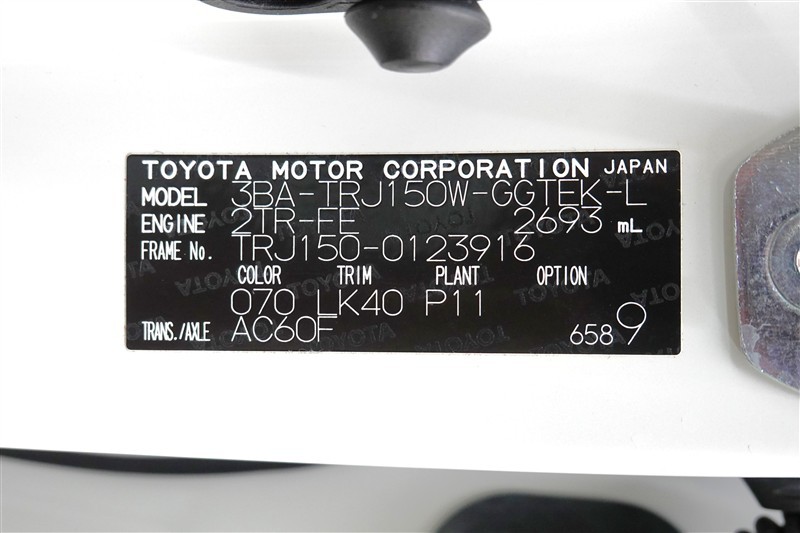 TOYOTA MOTOR CORPORATION JAPAN
MODEL 3BA-TRJ150W-GGTEK-L
ENGINE 2TR-FE 2693 mL
FRAME No. TRJ150-0123916
COLOR TRIM PLANT OPTION
070 LK40 P11
TRANS./AXLE AC60F 658 9